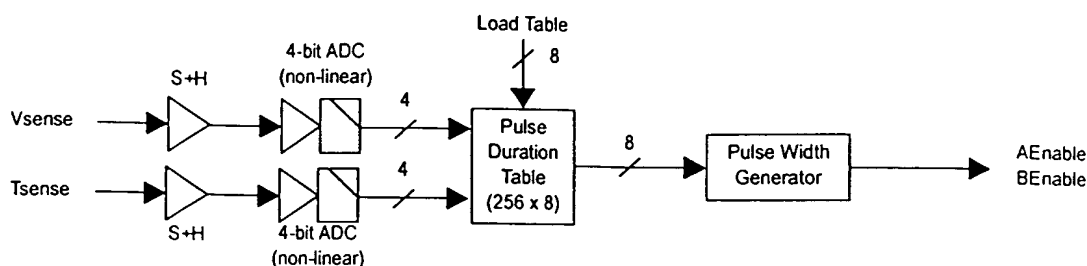 Load Table
8
4-bit ADC
(non-linear)
S+H
4
Vsense
Pulse
Duration
Table
(256 x 8)
8
Pulse Width
Generator
AEnable
BEnable
Tsense
4
S+H
4-bit ADC
(non-linear)